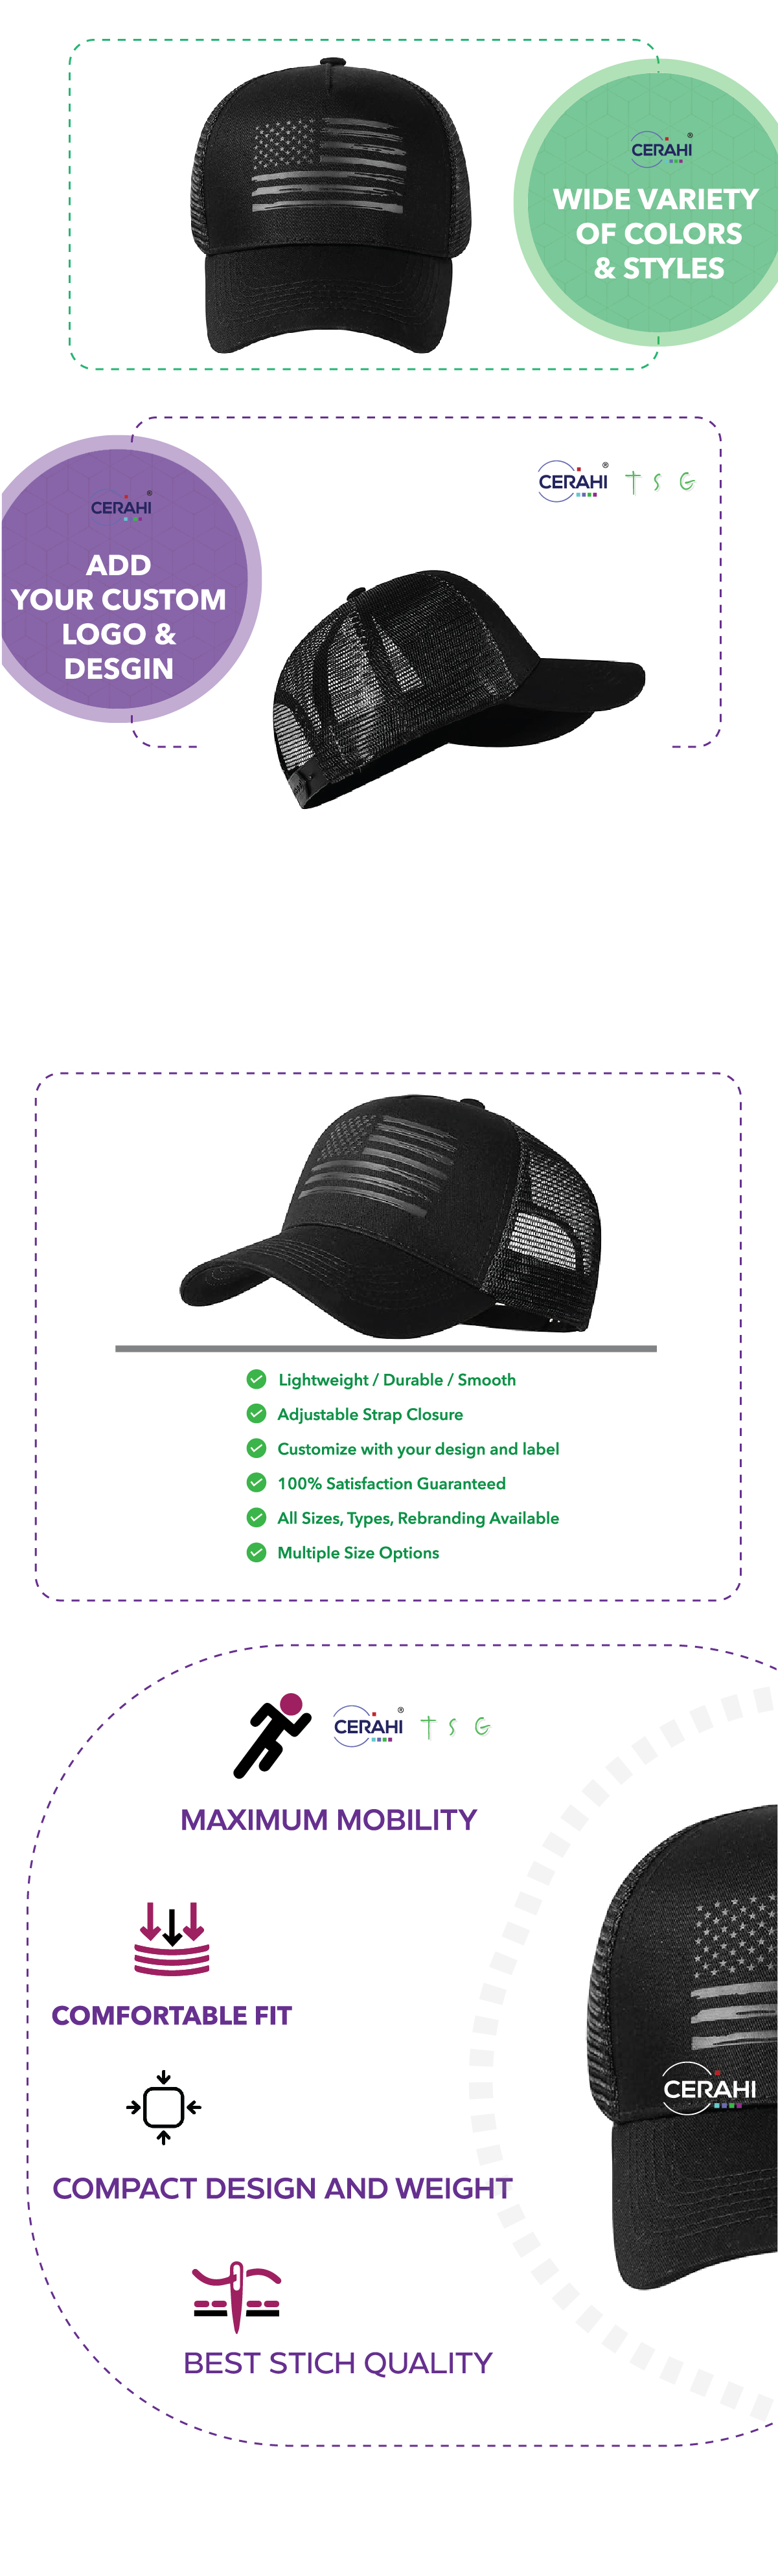 CERAHI®
WIDE VARIETY
OF COLORS
& STYLES
CERAHI® T S G
CERAHI®
ADD
YOUR CUSTOM
LOGO &
DESGIN
Lightweight / Durable / Smooth
Adjustable Strap Closure
Customize with your design and label
100% Satisfaction Guaranteed
All Sizes, Types, Rebranding Available
Multiple Size Options
CERAHI® T S G
MAXIMUM MOBILITY
COMFORTABLE FIT
CERAHI
COMPACT DESIGN AND WEIGHT
BEST STICH QUALITY